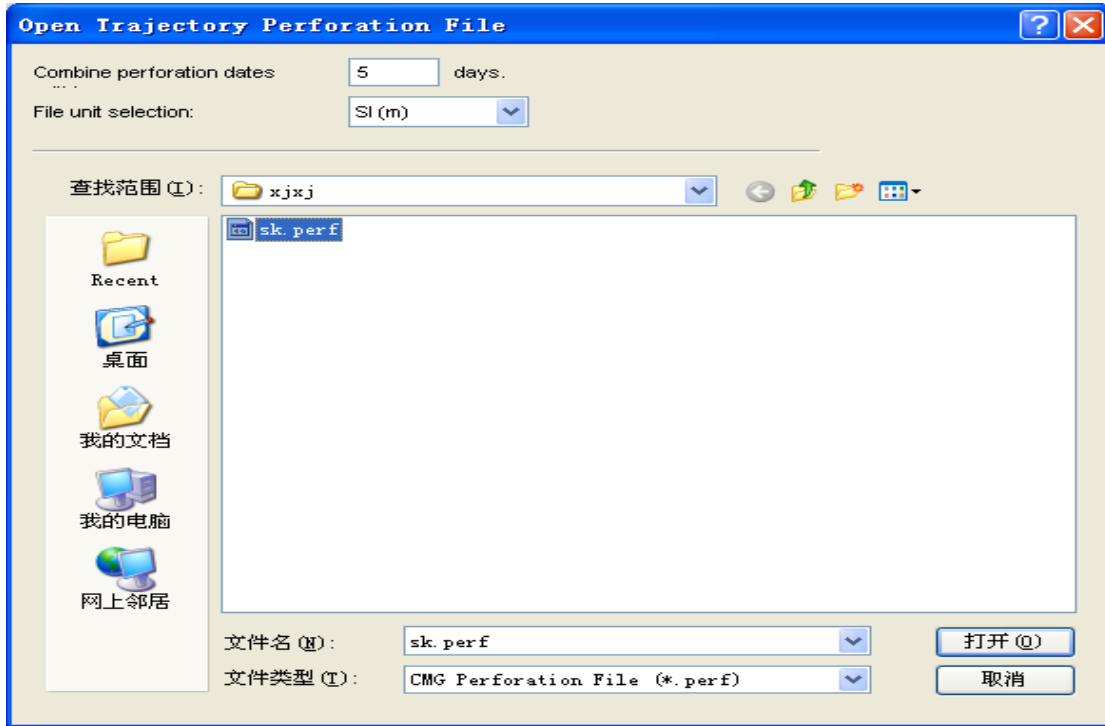 Open Trajectory Perforation File
Combine perforation dates 5 days.
File unit selection: SI (m)
查找范围(I): xjxj
sk.perf
Recent
桌面
我的文档
我的电脑
网上邻居
文件名(N): sk.perf 打开(O)
文件类型(T): CMG Perforation File (*.perf) 取消